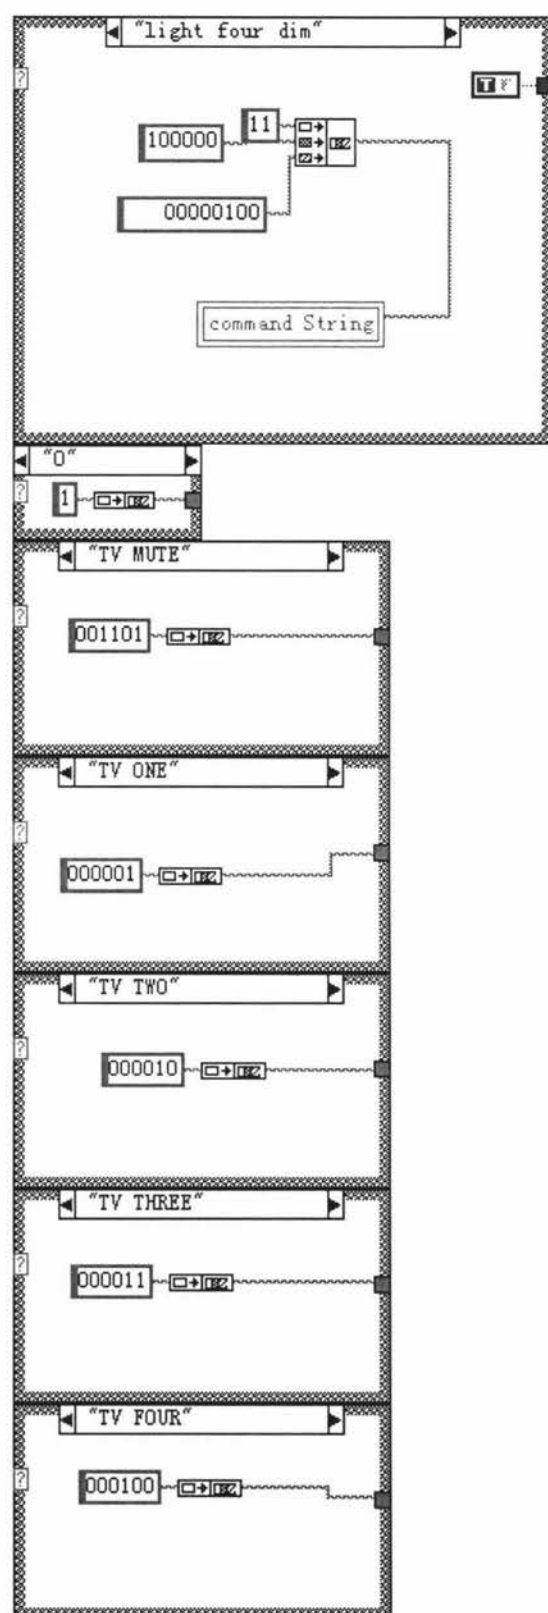 "light four dim"
?
T F
11
100000
00000100
command String
"0"
?
1
"TV MUTE"
?
001101
"TV ONE"
?
000001
"TV TWO"
?
000010
"TV THREE"
?
000011
"TV FOUR"
?
000100